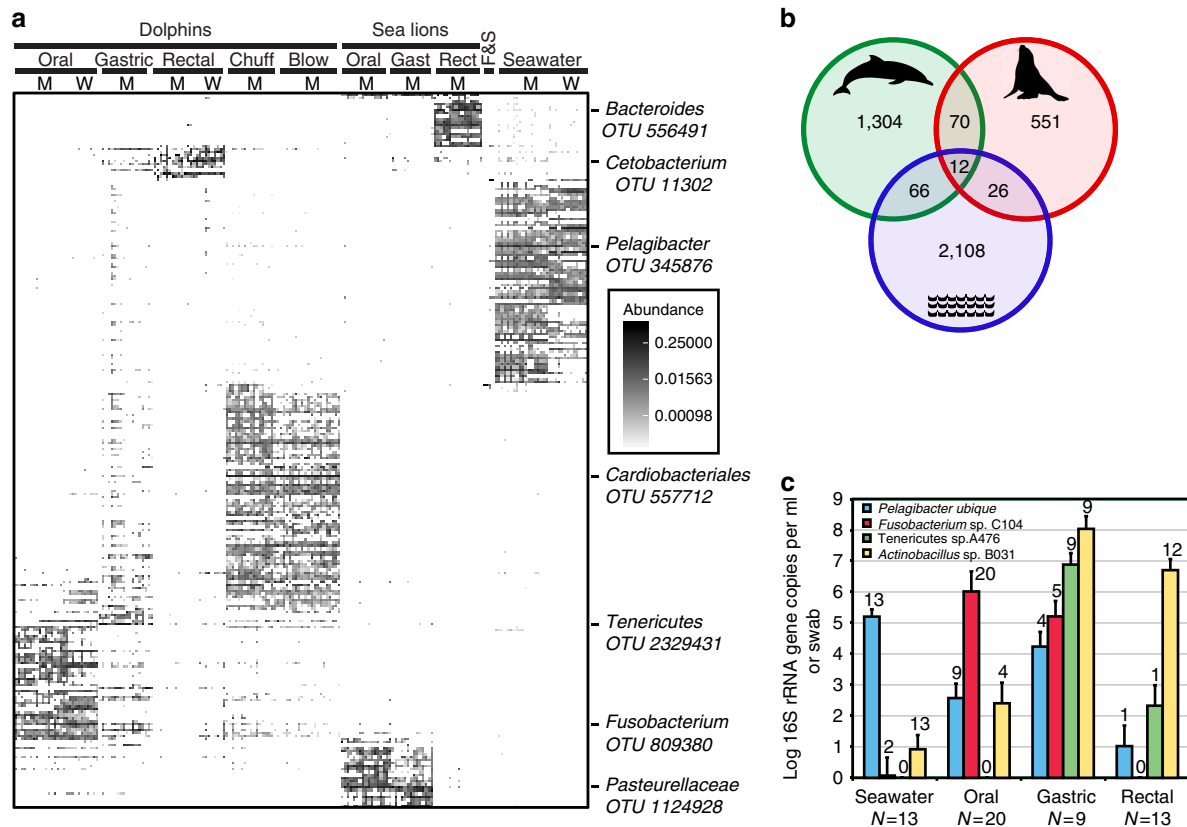 a
Dolphins
Sea lions
F&S
Oral Gastric Rectal Chuff Blow Oral Gast Rect Seawater
M W M M W M M M M M M W
Bacteroides
OTU 556491
Cetobacterium
OTU 11302
Pelagibacter
OTU 345876
Abundance
0.25000
0.01563
0.00098
Cardiobacteriales
OTU 557712
Tenericutes
OTU 2329431
Fusobacterium
OTU 809380
Pasteurellaceae
OTU 1124928
b
1,304 70 551
12
66 26
2,108
c
Log 16S rRNA gene copies per ml
or swab
9
8
7
6
5
4
3
2
1
0
Pelagibacter ubique
Fusobacterium sp. C104
Tenericutes sp.A476
Actinobacillus sp. B031
13 2 0 13
9 20 0 4
4 5 9 9
1 0 1 12
Seawater Oral Gastric Rectal
N=13 N=20 N=9 N=13